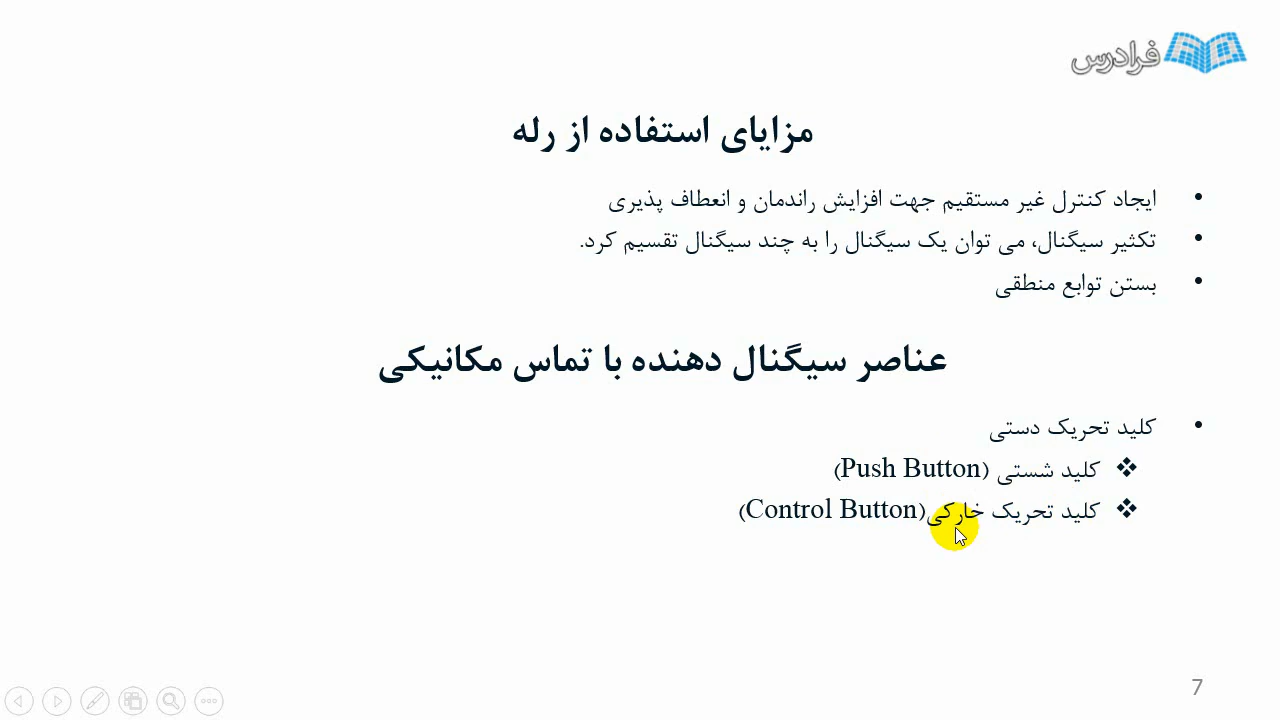 فرادرس
مزایای استفاده از رله
• ایجاد کنترل غیر مستقیم جهت افزایش راندمان و انعطاف پذیری
• تکثیر سیگنال، می توان یک سیگنال را به چند سیگنال تقسیم کرد.
• بستن توابع منطقی
عناصر سیگنال دهنده با تماس مکانیکی
• کلید تحریک دستی
❖ کلید شستی (Push Button)
❖ کلید تحریک خارکی(Control Button)
7